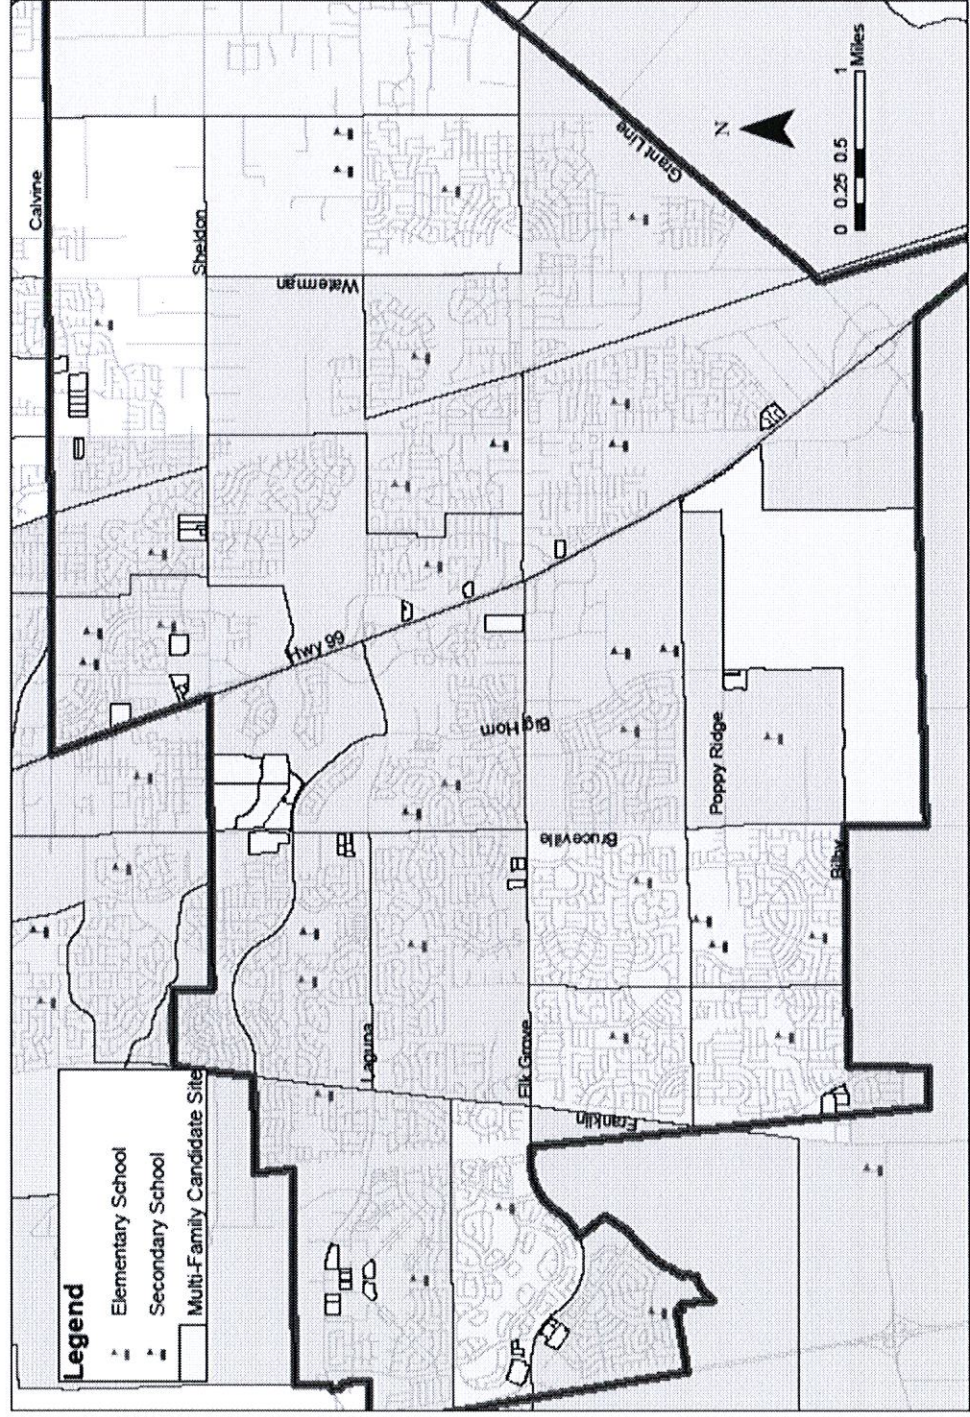 Legend
Elementary School
Secondary School
Multi-Family Candidate Site
Calvine
Sheldon
Waterman
Grant Line
N
0 0.25 0.5 1
Miles
Hwy 99
Big Horn
Bruceville
Poppy Ridge
Bilby
Laguna
Elk Grove
Franklin